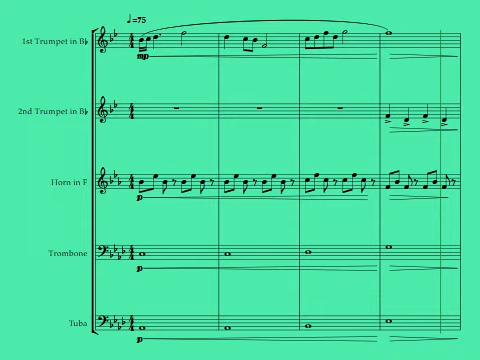 ♩=75
1st Trumpet in B♭
mp
2nd Trumpet in B♭
Horn in F
p
Trombone
p
Tuba
p